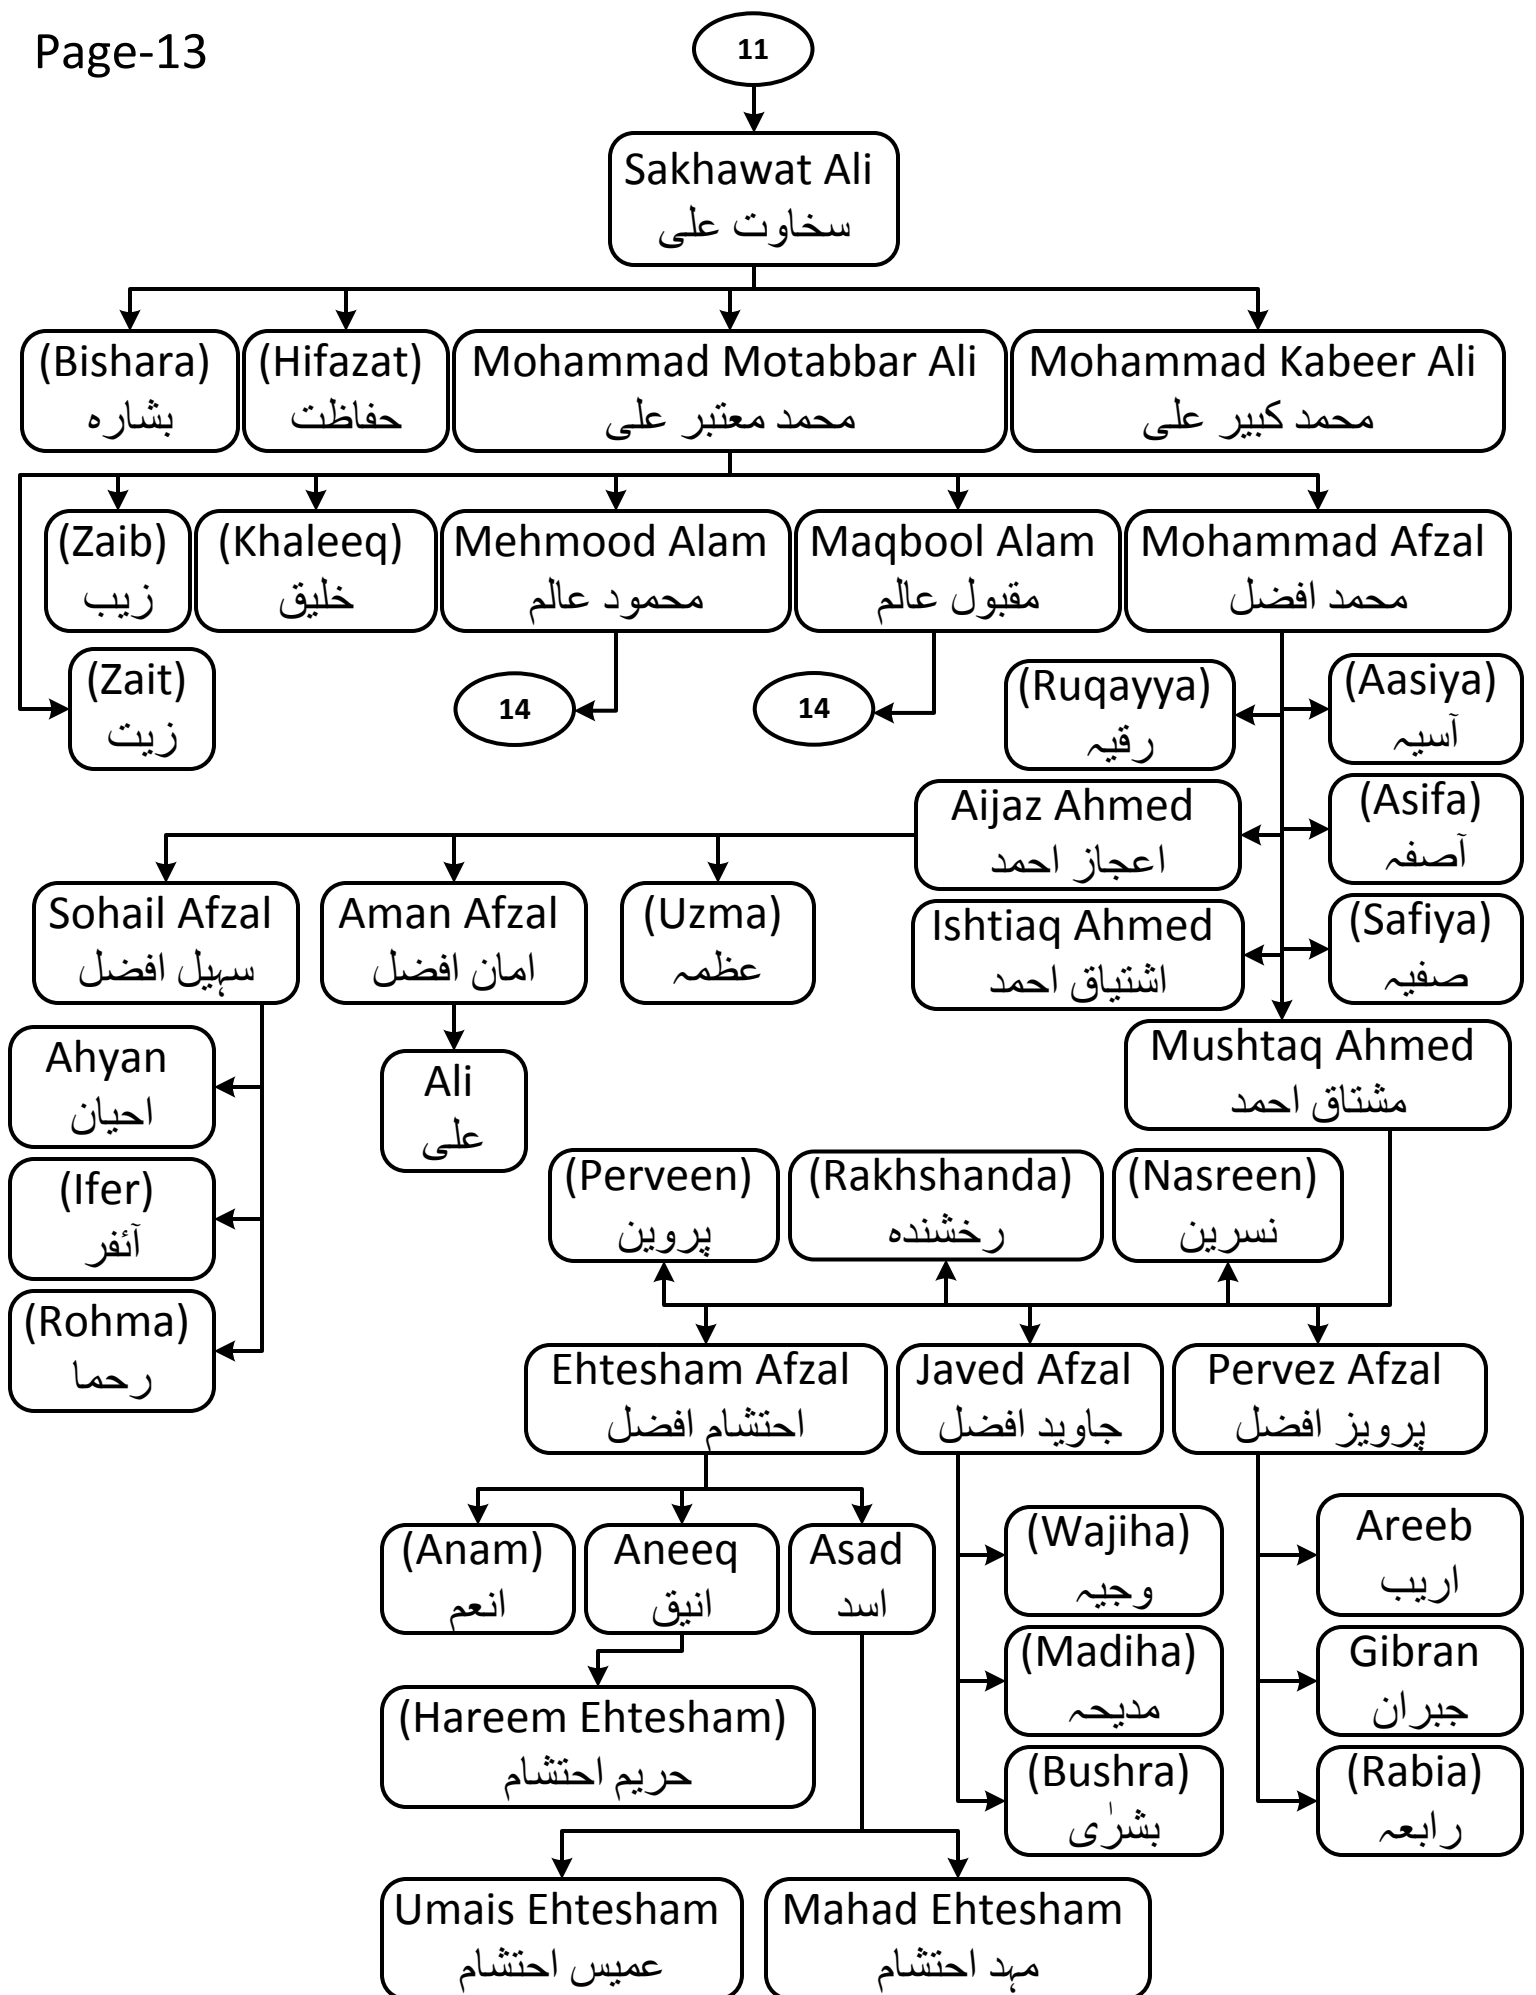 Page-13
11
Sakhawat Ali
سخاوت علی
(Bishara)
بشارہ
(Hifazat)
حفاظت
Mohammad Motabbar Ali
محمد معتبر علی
Mohammad Kabeer Ali
محمد کبیر علی
(Zaib)
زیب
(Khaleeq)
خلیق
Mehmood Alam
محمود عالم
Maqbool Alam
مقبول عالم
Mohammad Afzal
محمد افضل
(Zait)
زیت
14
14
(Ruqayya)
رقیہ
(Aasiya)
آسیہ
Aijaz Ahmed
اعجاز احمد
(Asifa)
آصفہ
Sohail Afzal
سہیل افضل
Aman Afzal
امان افضل
(Uzma)
عظمہ
Ishtiaq Ahmed
اشتیاق احمد
(Safiya)
صفیہ
Ahyan
احیان
Ali
علی
Mushtaq Ahmed
مشتاق احمد
(Ifer)
آئفر
(Perveen)
پروین
(Rakhshanda)
رخشندہ
(Nasreen)
نسرین
(Rohma)
رحما
Ehtesham Afzal
احتشام افضل
Javed Afzal
جاوید افضل
Pervez Afzal
پرویز افضل
(Anam)
انعم
Aneeq
انیق
Asad
اسد
(Wajiha)
وجیہ
Areeb
اریب
(Madiha)
مدیحہ
Gibran
جبران
(Hareem Ehtesham)
حریم احتشام
(Bushra)
بشرٰی
(Rabia)
رابعہ
Umais Ehtesham
عمیس احتشام
Mahad Ehtesham
مہد احتشام